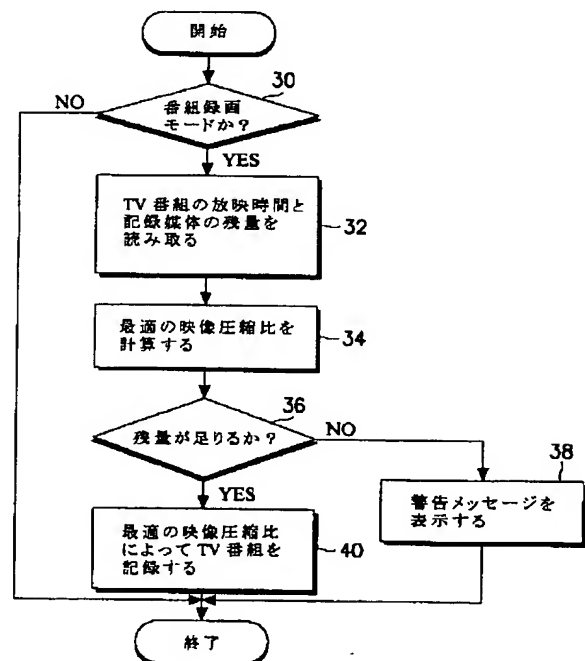 開始
30
番組録画
モードか？
NO
YES
TV 番組の放映時間と
記録媒体の残量を
読み取る
32
最適の映像圧縮比を
計算する
34
36
残量が足りるか？
NO
YES
38
警告メッセージを
表示する
最適の映像圧縮比
によって TV 番組を
記録する
40
終了